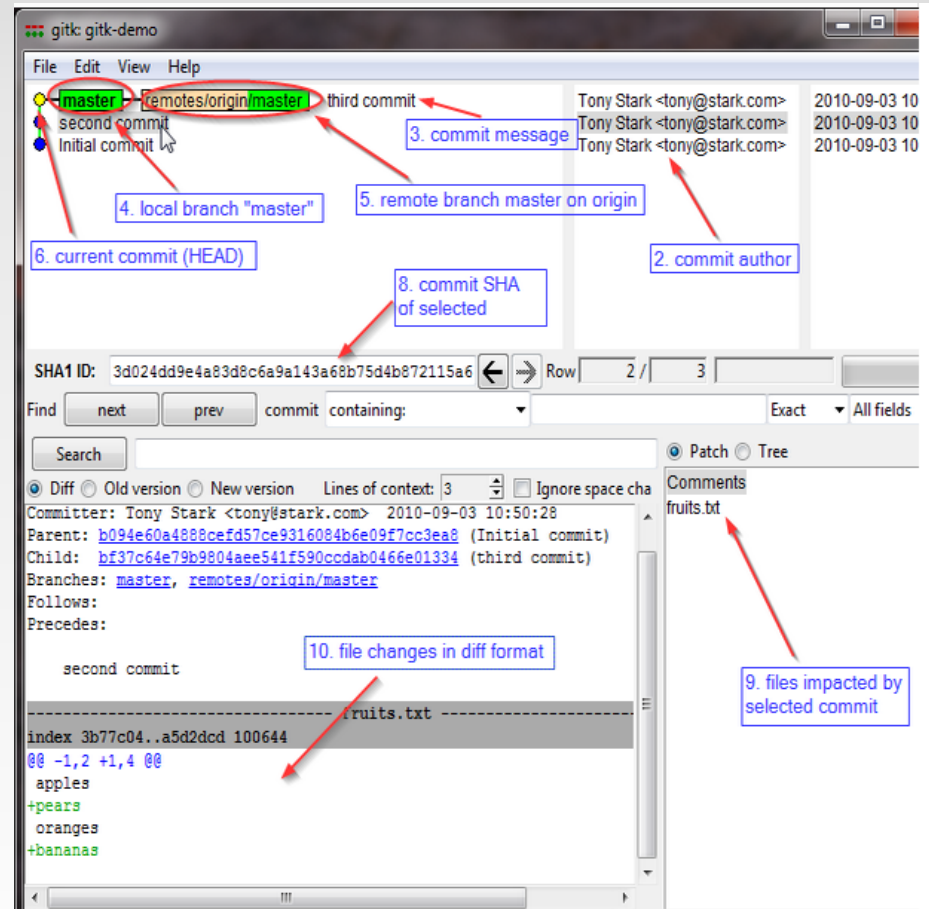 gitk: gitk-demo
File Edit View Help
master remotes/origin/master third commit Tony Stark <tony@stark.com> 2010-09-03 10
second commit Tony Stark <tony@stark.com> 2010-09-03 10
Initial commit Tony Stark <tony@stark.com> 2010-09-03 10
3. commit message
4. local branch "master"
5. remote branch master on origin
6. current commit (HEAD)
2. commit author
8. commit SHA
of selected
SHA1 ID: 3d024dd9e4a83d8c6a9a143a68b75d4b872115a6 Row 2 / 3
Find next prev commit containing: Exact All fields
Search
Patch Tree
Diff Old version New version Lines of context: 3 Ignore space cha
Comments
fruits.txt
Committer: Tony Stark <tony@stark.com> 2010-09-03 10:50:28
Parent: b094e60a4888cefd57ce9316084b6e09f7cc3ea8 (Initial commit)
Child: bf37c64e79b9804aee541f590ccdab0466e01334 (third commit)
Branches: master, remotes/origin/master
Follows:
Precedes:
10. file changes in diff format
second commit
9. files impacted by
selected commit
---------------------------------- fruits.txt ----------------------
index 3b77c04..a5d2dcd 100644
@@ -1,2 +1,4 @@
apples
+pears
oranges
+bananas